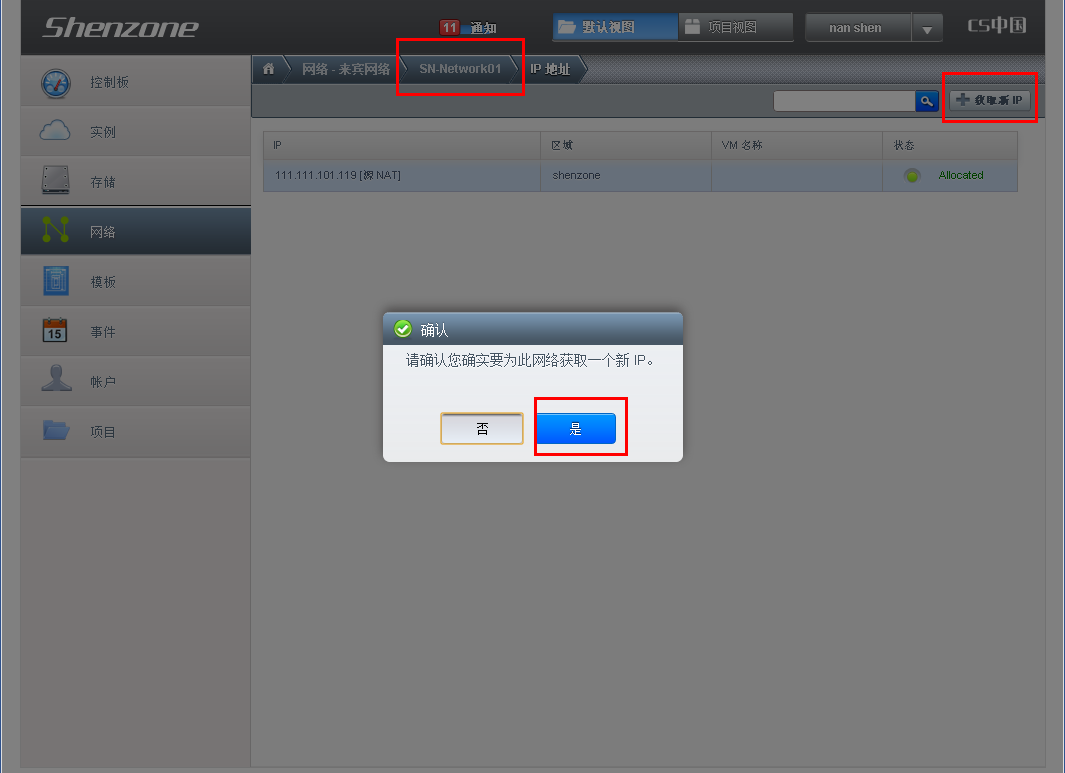 Shenzone
11 通知
默认视图
项目视图
nan shen
CS中国
网络 - 来宾网络
SN-Network01
IP 地址
获取新 IP
控制板
实例
存储
网络
模板
15
事件
帐户
项目
IP
区域
VM 名称
状态
111.111.101.119 [源 NAT]
shenzone
Allocated
确认
请确认您确实要为此网络获取一个新 IP。
否
是